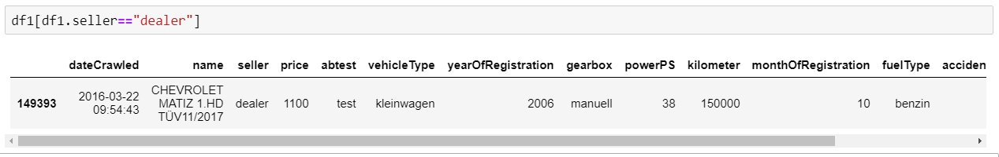 df1[df1.seller=="dealer"]
dateCrawled name seller price abtest vehicleType yearOfRegistration gearbox powerPS kilometer monthOfRegistration fuelType acciden
149393 2016-03-22 09:54:43 CHEVROLET MATIZ 1.HD TÜV11/2017 dealer 1100 test kleinwagen 2006 manuell 38 150000 10 benzin